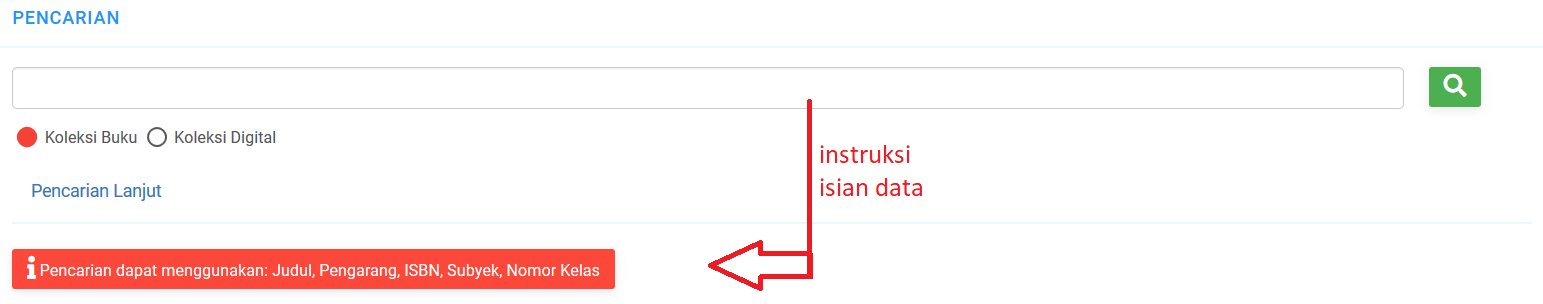 PENCARIAN
Koleksi Buku Koleksi Digital
instruksi
isian data
Pencarian Lanjut
Pencarian dapat menggunakan: Judul, Pengarang, ISBN, Subyek, Nomor Kelas